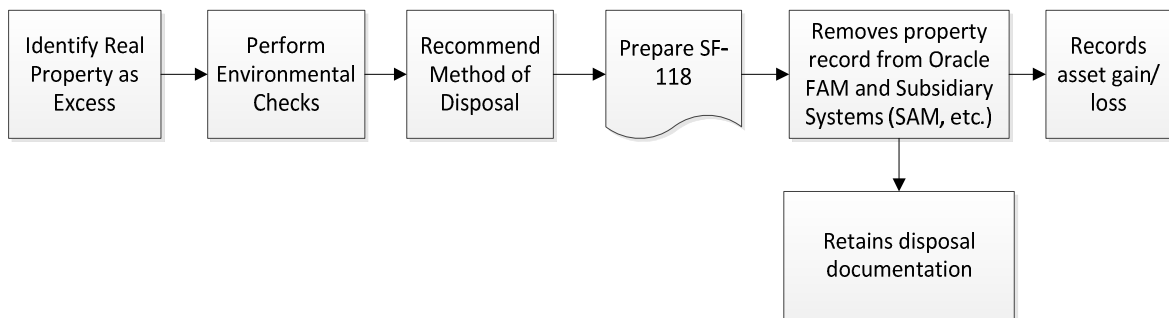 Identify Real
Property as
Excess
Perform
Environmental
Checks
Recommend
Method of
Disposal
Prepare SF-
118
Removes property
record from Oracle
FAM and Subsidiary
Systems (SAM, etc.)
Records
asset gain/
loss
Retains disposal
documentation